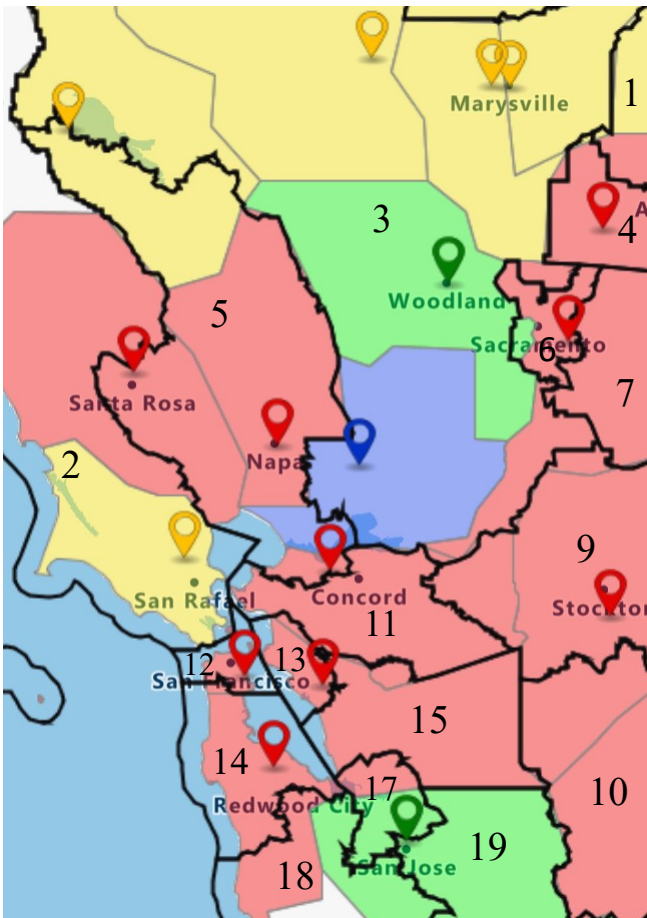 1
Marysville
3
A
4
Woodland
5
Sacramento
6
7
Santa Rosa
2
Napa
9
Stockton
San Rafael
Concord
11
12
13
San Francisco
15
14
17
10
Redwood City
19
San Jose
18